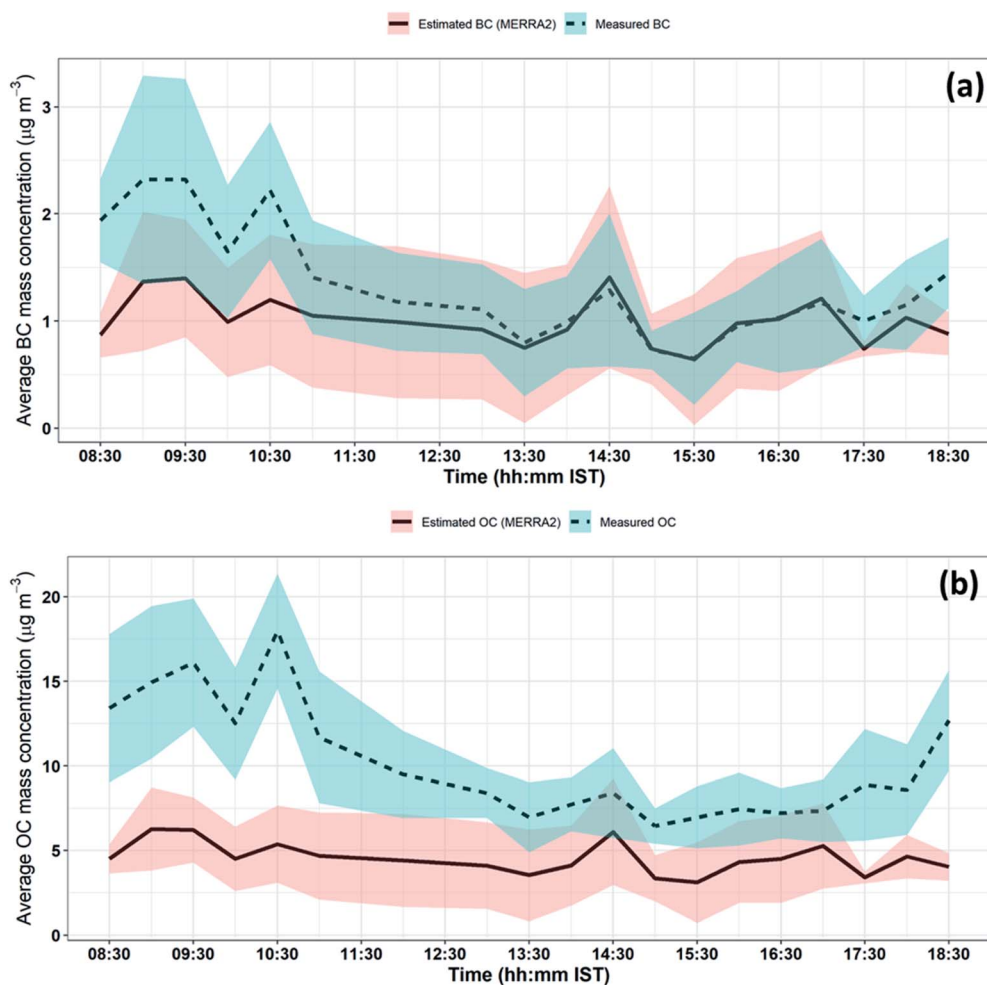 Estimated BC (MERRA2) Measured BC
(a)
Average BC mass concentration (μg m⁻³)
3
2
1
0
08:30 09:30 10:30 11:30 12:30 13:30 14:30 15:30 16:30 17:30 18:30
Time (hh:mm IST)
Estimated OC (MERRA2) Measured OC
(b)
Average OC mass concentration (μg m⁻³)
20
15
10
5
0
08:30 09:30 10:30 11:30 12:30 13:30 14:30 15:30 16:30 17:30 18:30
Time (hh:mm IST)